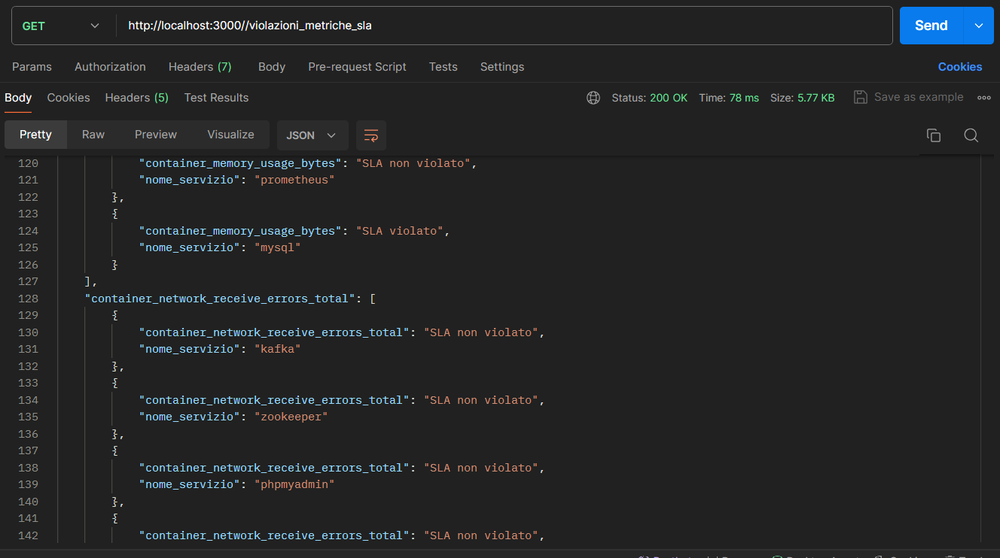 GET http://localhost:3000//violazioni_metriche_sla Send
Params Authorization Headers (7) Body Pre-request Script Tests Settings Cookies
Body Cookies Headers (5) Test Results Status: 200 OK Time: 78 ms Size: 5.77 KB Save as example
Pretty Raw Preview Visualize JSON
120 "container_memory_usage_bytes": "SLA non violato",
121 "nome_servizio": "prometheus"
122 },
123 {
124 "container_memory_usage_bytes": "SLA violato",
125 "nome_servizio": "mysql"
126 }
127 ],
128 "container_network_receive_errors_total": [
129 {
130 "container_network_receive_errors_total": "SLA non violato",
131 "nome_servizio": "kafka"
132 },
133 {
134 "container_network_receive_errors_total": "SLA non violato",
135 "nome_servizio": "zookeeper"
136 },
137 {
138 "container_network_receive_errors_total": "SLA non violato",
139 "nome_servizio": "phpmyadmin"
140 },
141 {
142 "container_network_receive_errors_total": "SLA non violato",